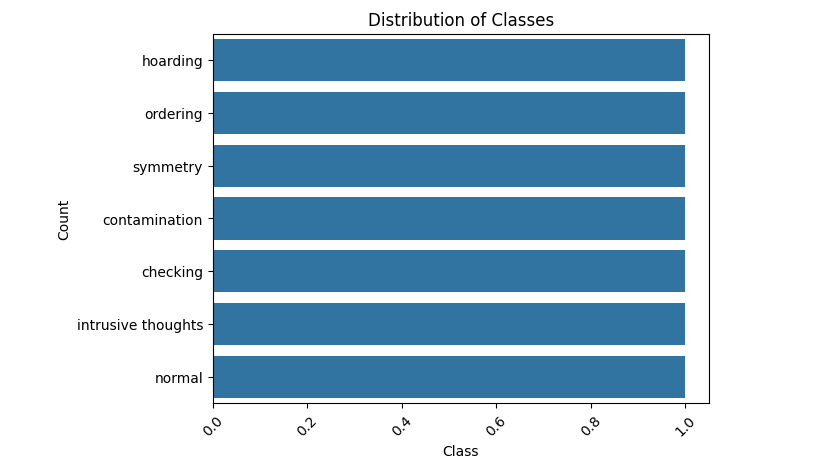 Distribution of Classes
hoarding
ordering
symmetry
contamination
checking
intrusive thoughts
normal
Count
0.0
0.2
0.4
0.6
0.8
1.0
Class